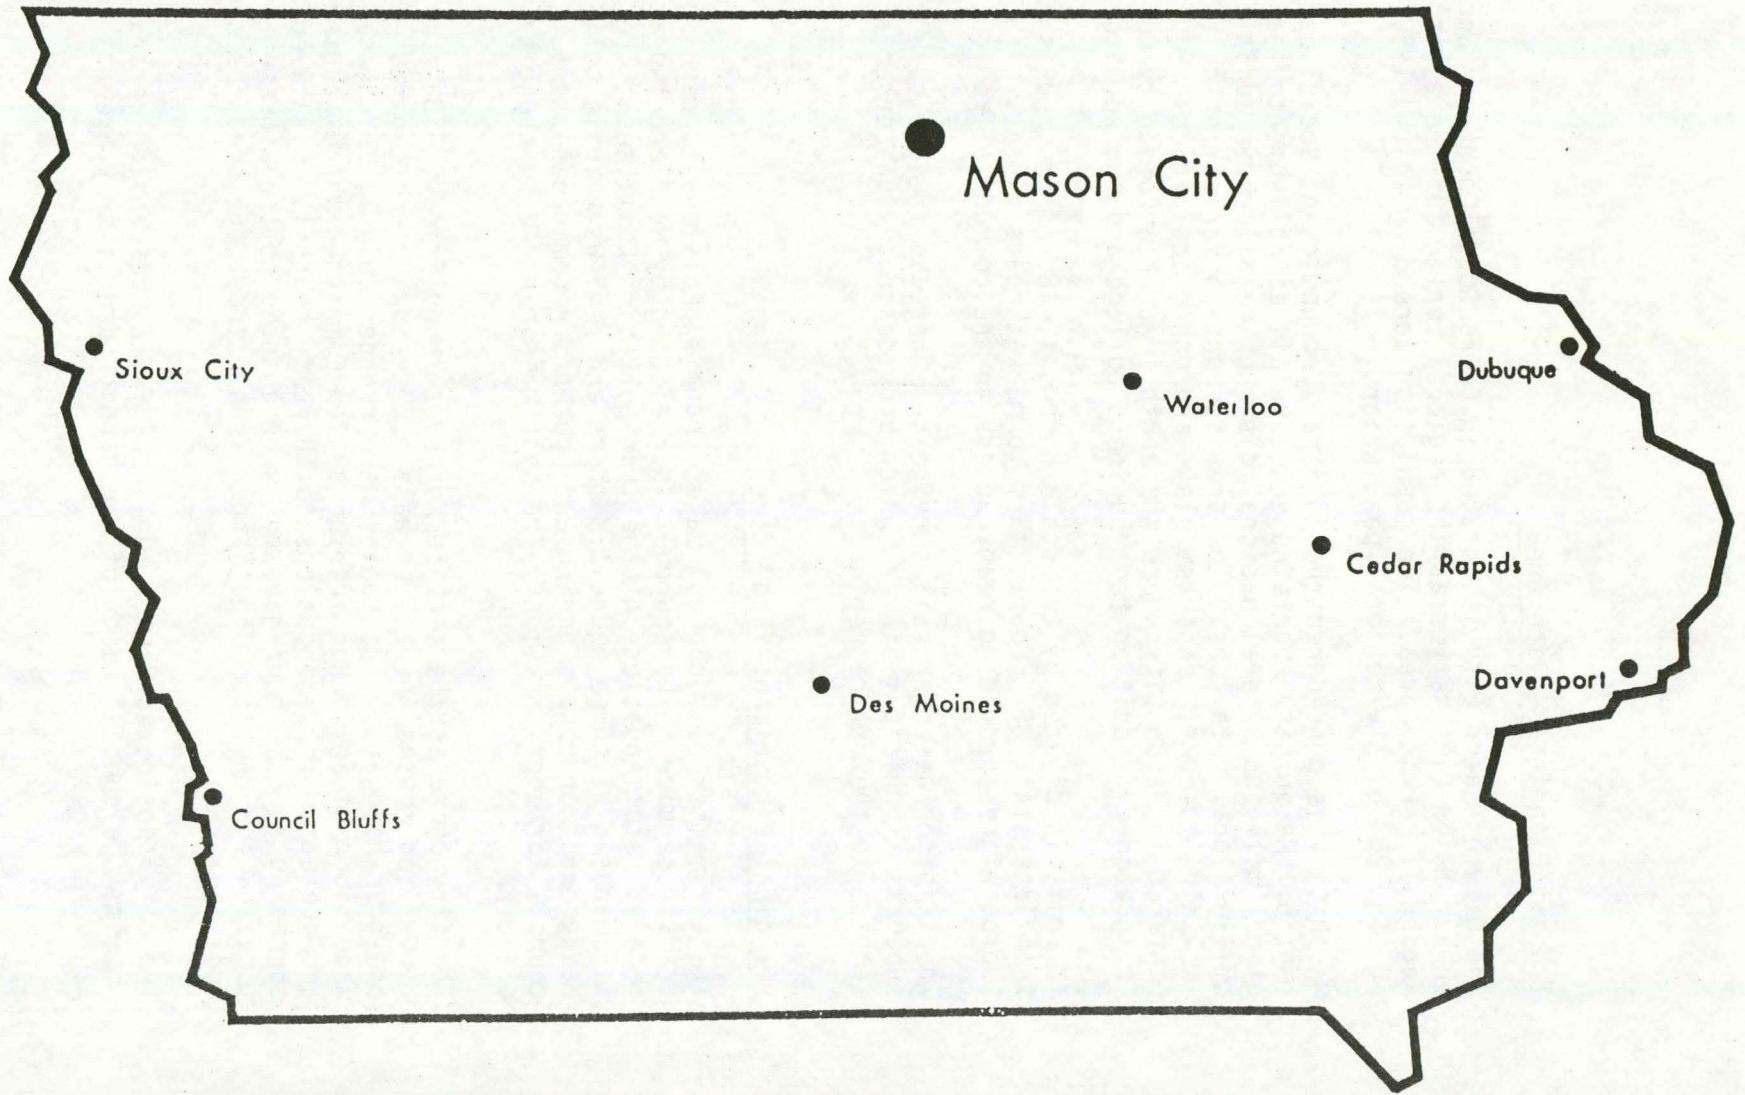 Mason City
Sioux City
Dubuque
Waterloo
Cedar Rapids
Davenport
Des Moines
Council Bluffs